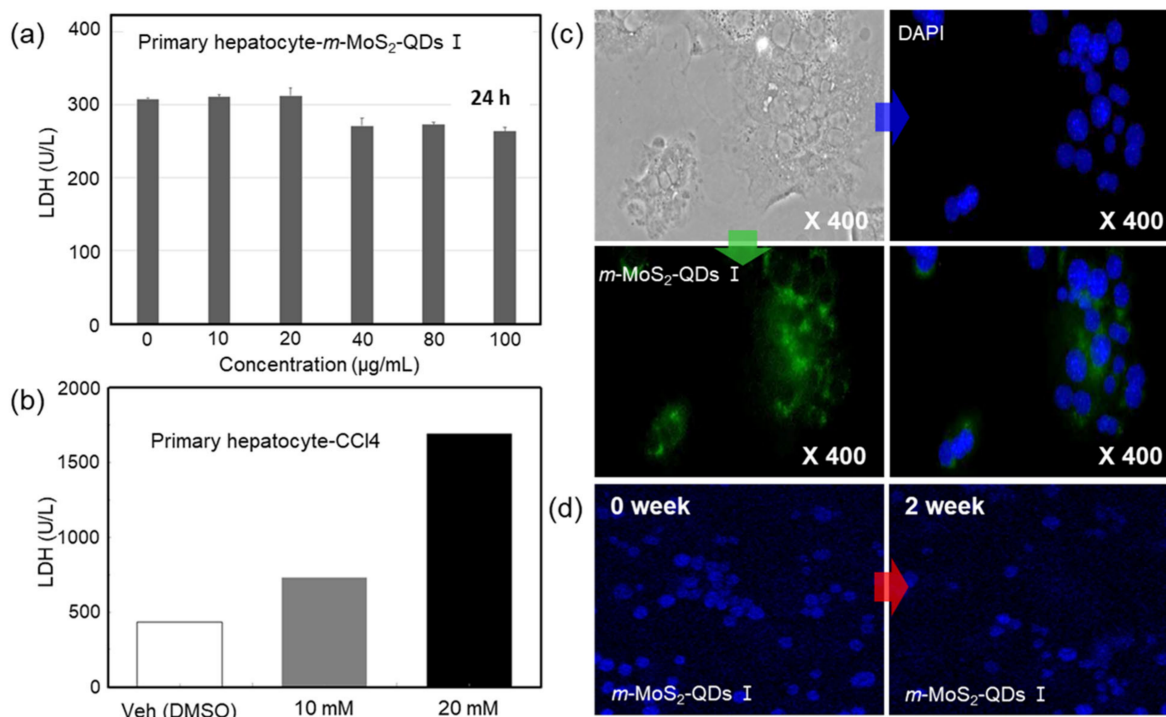 (a)
Primary hepatocyte-m-MoS₂-QDs I
24 h
LDH (U/L)
400
300
200
100
0
0 10 20 40 80 100
Concentration (µg/mL)
(b)
Primary hepatocyte-CCl4
LDH (U/L)
2000
1500
1000
500
0
Veh (DMSO) 10 mM 20 mM
(c)
X 400
DAPI
X 400
m-MoS₂-QDs I
X 400
X 400
(d)
0 week
m-MoS₂-QDs I
2 week
m-MoS₂-QDs I